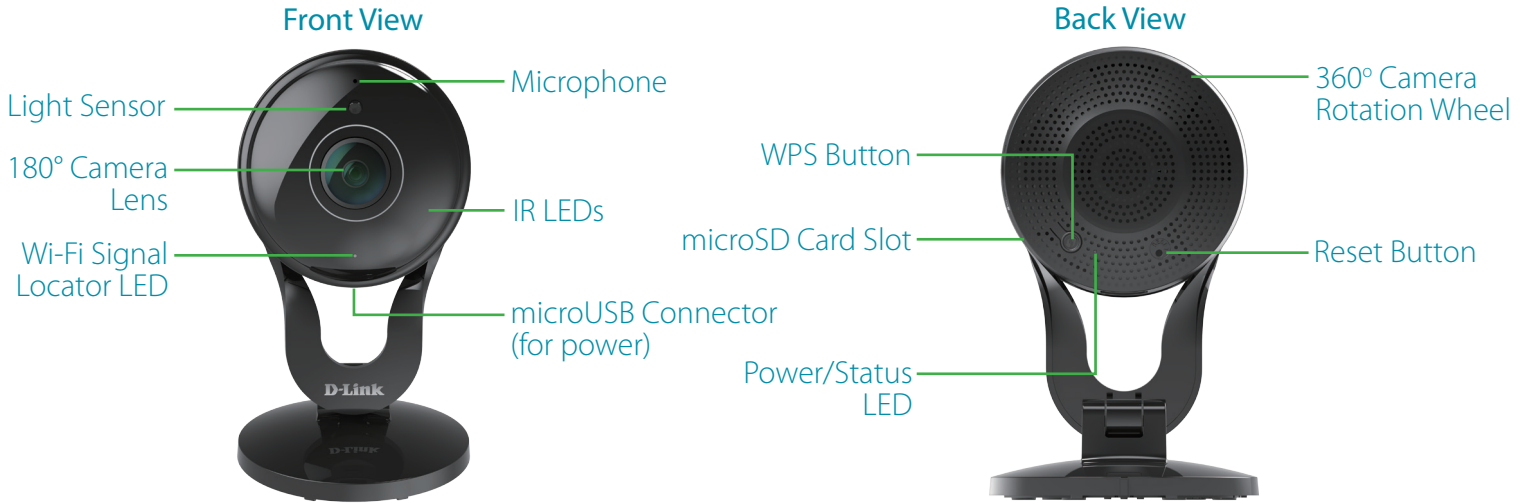 Front View
Microphone
Light Sensor
180° Camera
Lens
IR LEDs
Wi-Fi Signal
Locator LED
microUSB Connector
(for power)
D-Link
D-Link
Back View
360° Camera
Rotation Wheel
WPS Button
microSD Card Slot
Reset Button
Power/Status
LED